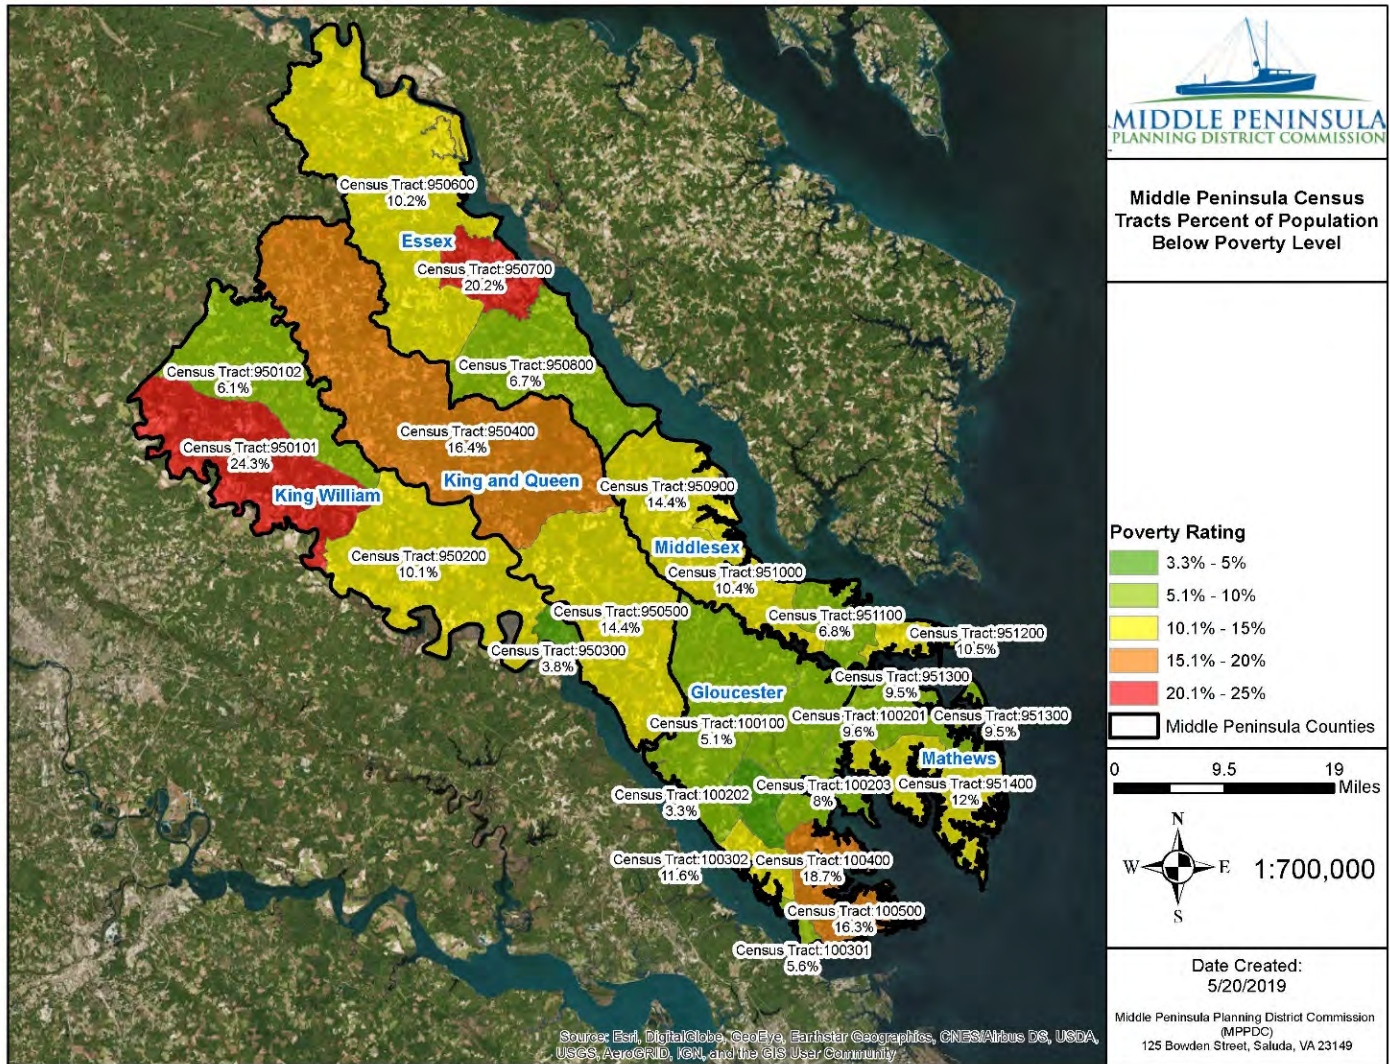 Census Tract:950600
10.2%
Essex
Census Tract:950700
20.2%
Census Tract:950800
6.7%
Census Tract:950102
6.1%
Census Tract:950101
24.3%
King William
Census Tract:950400
16.4%
King and Queen
Census Tract:950900
14.4%
Middlesex
Census Tract:950200
10.1%
Census Tract:951000
10.4%
Census Tract:950500
14.4%
Census Tract:951100
6.8%
Census Tract:951200
10.5%
Census Tract:950300
3.8%
Census Tract:951300
9.5%
Gloucester
Census Tract:100100
5.1%
Census Tract:100201
9.6%
Census Tract:951300
9.5%
Mathews
Census Tract:951400
12%
Census Tract:100203
8%
Census Tract:100202
3.3%
Census Tract:100302
11.6%
Census Tract:100400
18.7%
Census Tract:100500
16.3%
Census Tract:100301
5.6%
Source: Esri, DigitalGlobe, GeoEye, Earthstar Geographics, CNES/Airbus DS, USDA,
USGS, AeroGRID, IGN, and the GIS User Community
MIDDLE PENINSULA
PLANNING DISTRICT COMMISSION
Middle Peninsula Census
Tracts Percent of Population
Below Poverty Level
Poverty Rating
3.3% - 5%
5.1% - 10%
10.1% - 15%
15.1% - 20%
20.1% - 25%
Middle Peninsula Counties
0 9.5 19
Miles
N
W E
S
1:700,000
Date Created:
5/20/2019
Middle Peninsula Planning District Commission
(MPPDC)
125 Bowden Street, Saluda, VA 23149